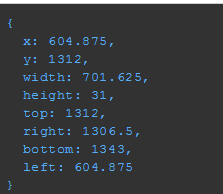 {
x: 604.875,
y: 1312,
width: 701.625,
height: 31,
top: 1312,
right: 1306.5,
bottom: 1343,
left: 604.875
}